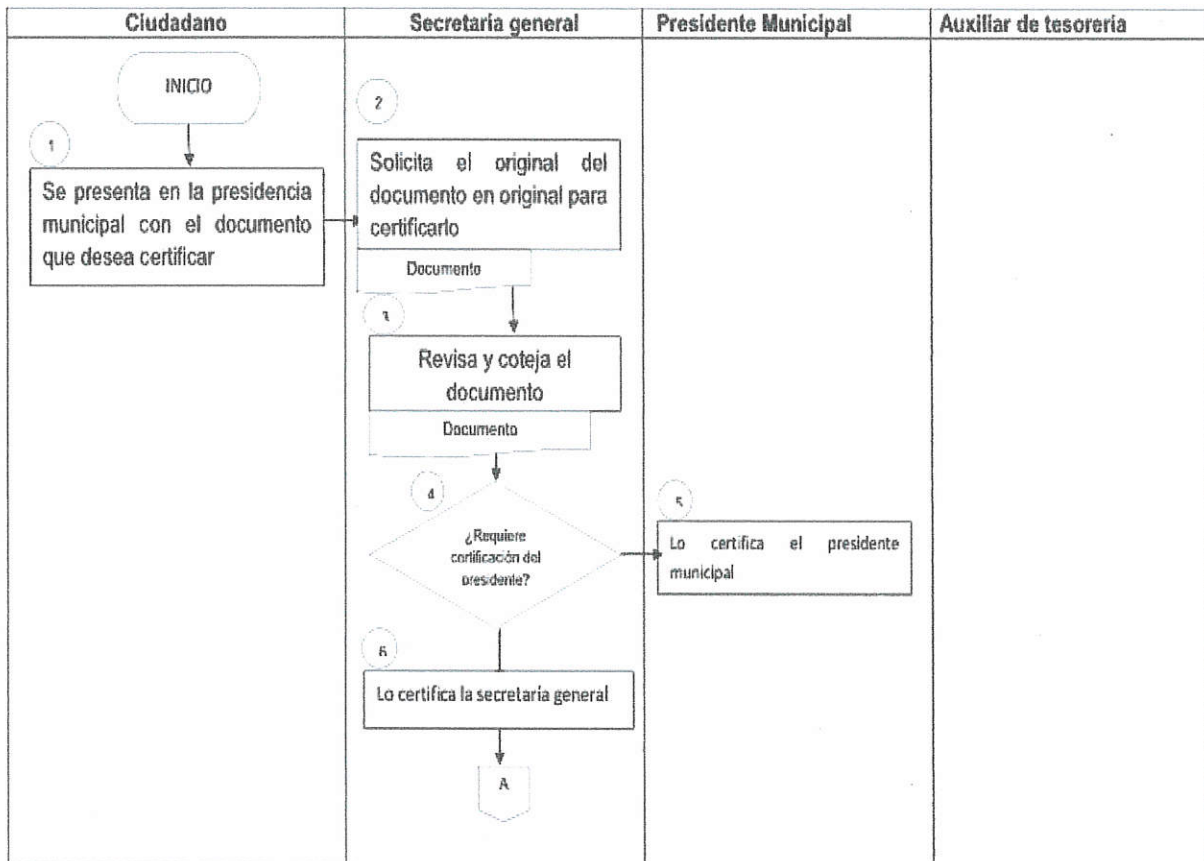 Ciudadano
Secretaria general
Presidente Municipal
Auxiliar de tesorería
INICIO
1
Se presenta en la presidencia
municipal con el documento
que desea certificar
2
Solicita el original del
documento en original para
certificarlo
Documento
3
Revisa y coteja el
documento
Documento
4
¿Requiere
certificación del
presidente?
5
Lo certifica el presidente
municipal
6
Lo certifica la secretaría general
A